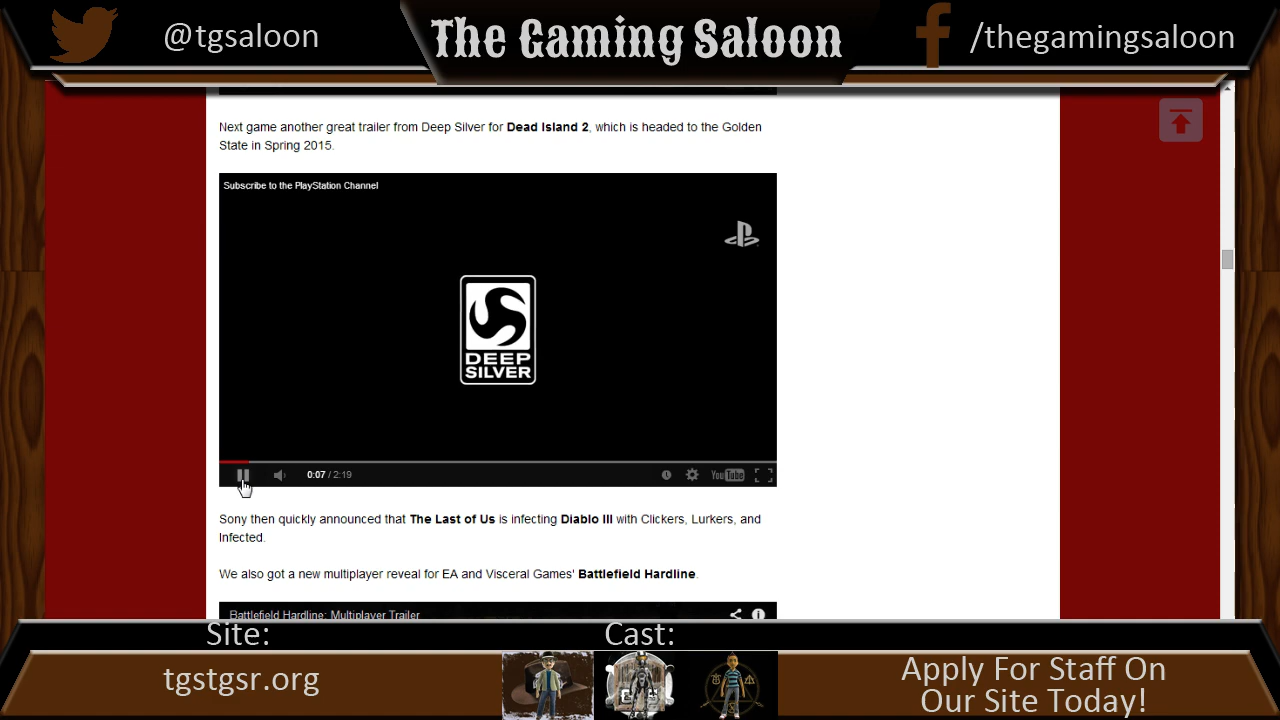 @tgsaloon
The Gaming Saloon
/thegamingsaloon
Next game another great trailer from Deep Silver for Dead Island 2, which is headed to the Golden
State in Spring 2015.
Subscribe to the PlayStation Channel
DEEP
SILVER
0:07 / 2:19
YouTube
Sony then quickly announced that The Last of Us is infecting Diablo III with Clickers, Lurkers, and
Infected.
We also got a new multiplayer reveal for EA and Visceral Games' Battlefield Hardline.
Battlefield Hardline: Multiplayer Trailer
Site:
Cast:
tgstgsr.org
Apply For Staff On
Our Site Today!